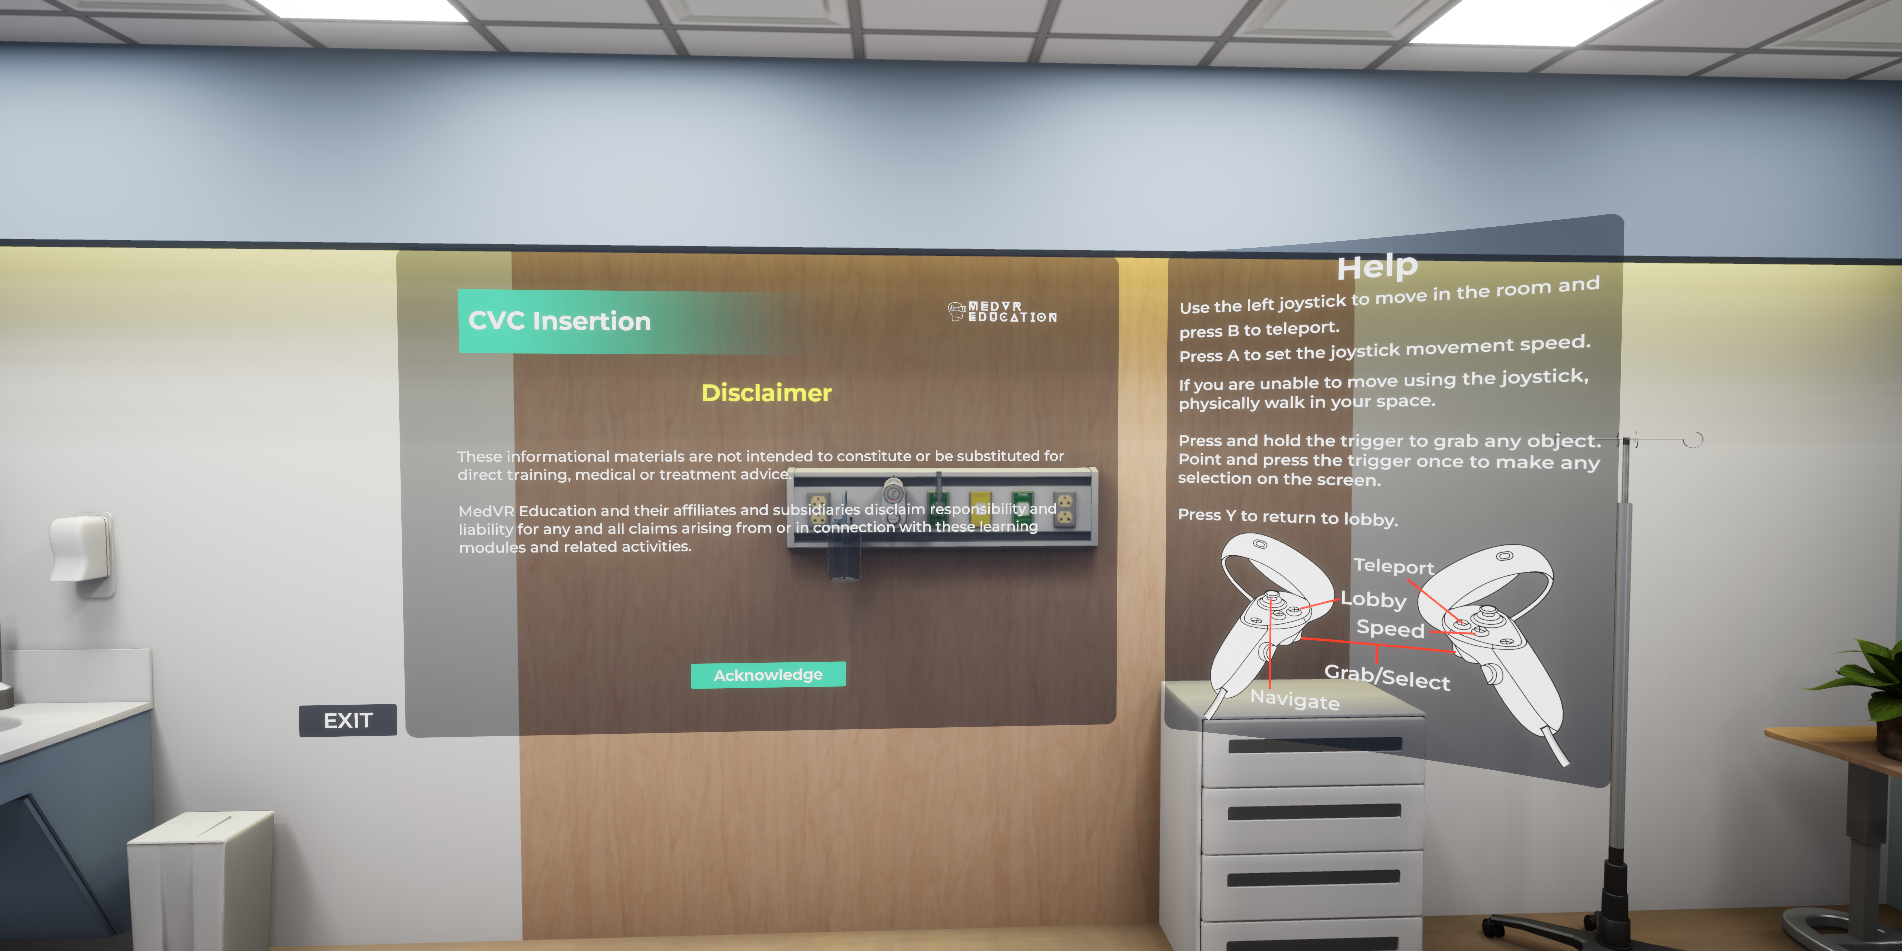 CVC Insertion
MEDVR
EDUCATION
Disclaimer
These informational materials are not intended to constitute or be substituted for
direct training, medical or treatment advice.
MedVR Education and their affiliates and subsidiaries disclaim responsibility and
liability for any and all claims arising from or in connection with these learning
modules and related activities.
Acknowledge
EXIT
Help
Use the left joystick to move in the room and
press B to teleport.
Press A to set the joystick movement speed.
If you are unable to move using the joystick,
physically walk in your space.
Press and hold the trigger to grab any object.
Point and press the trigger once to make any
selection on the screen.
Press Y to return to lobby.
Teleport
Lobby
Speed
Grab/Select
Navigate